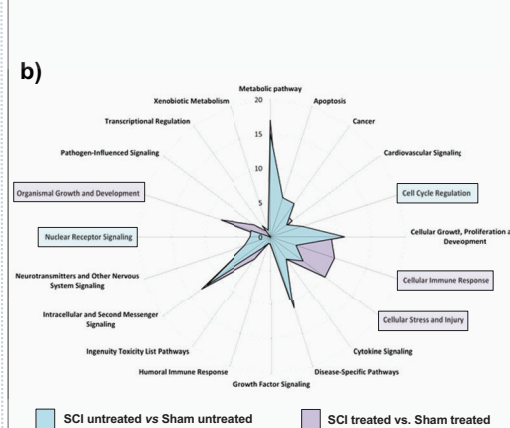 b)
Metabolic pathway
Xenobiotic Metabolism
Apoptosis
Transcriptional Regulation
Cancer
Pathogen-Influenced Signaling
Cardiovascular Signaling
Organismal Growth and Development
Cell Cycle Regulation
Nuclear Receptor Signaling
Cellular Growth, Proliferation a
Development
Neurotransmitters and Other Nervous
System Signaling
Cellular Immune Response
Intracellular and Second Messenger
Signaling
Cellular Stress and Injury
Ingenuity Toxicity List Pathways
Cytokine Signaling
Humoral Immune Response
Disease-Specific Pathways
Growth Factor Signaling
20
15
10
5
0
SCI untreated vs Sham untreated
SCI treated vs. Sham treated